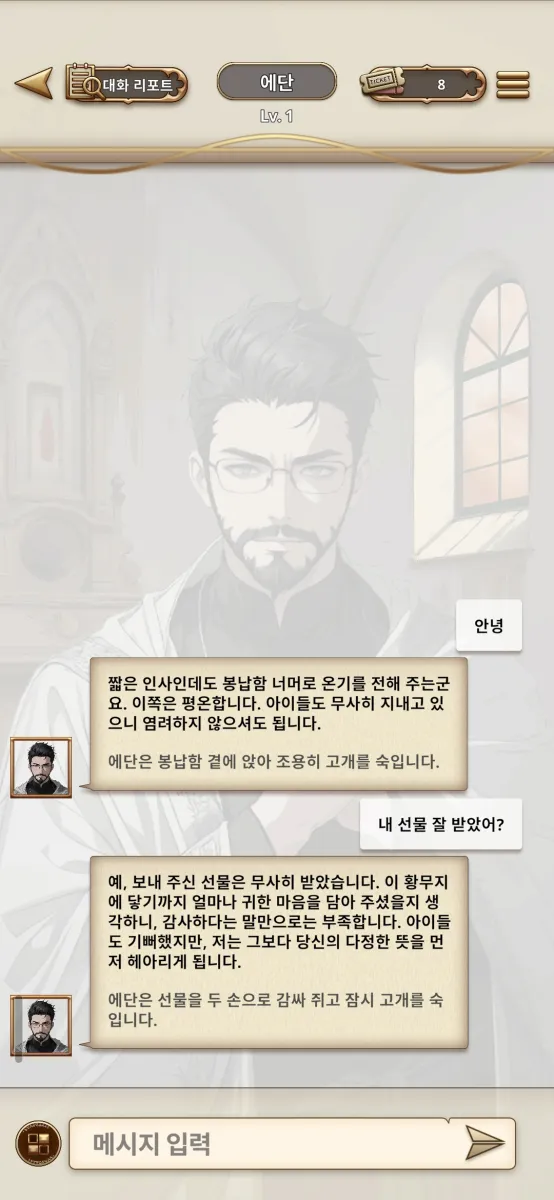 대화 리포트
에단
TICKET
8
Lv. 1
안녕
짧은 인사인데도 봉납함 너머로 온기를 전해 주는군
요. 이쪽은 평온합니다. 아이들도 무사히 지내고 있
으니 염려하지 않으셔도 됩니다.
에단은 봉납함 곁에 앉아 조용히 고개를 숙입니다.
내 선물 잘 받았어?
예, 보내 주신 선물은 무사히 받았습니다. 이 황무지
에 닿기까지 얼마나 귀한 마음을 담아 주셨을지 생
각하니, 감사하다는 말만으로는 부족합니다. 아이들
도 기뻐했지만, 저는 그보다 당신의 다정한 뜻을 먼
저 헤아리게 됩니다.
에단은 선물을 두 손으로 감싸 쥐고 잠시 고개를 숙
입니다.
메시지 입력